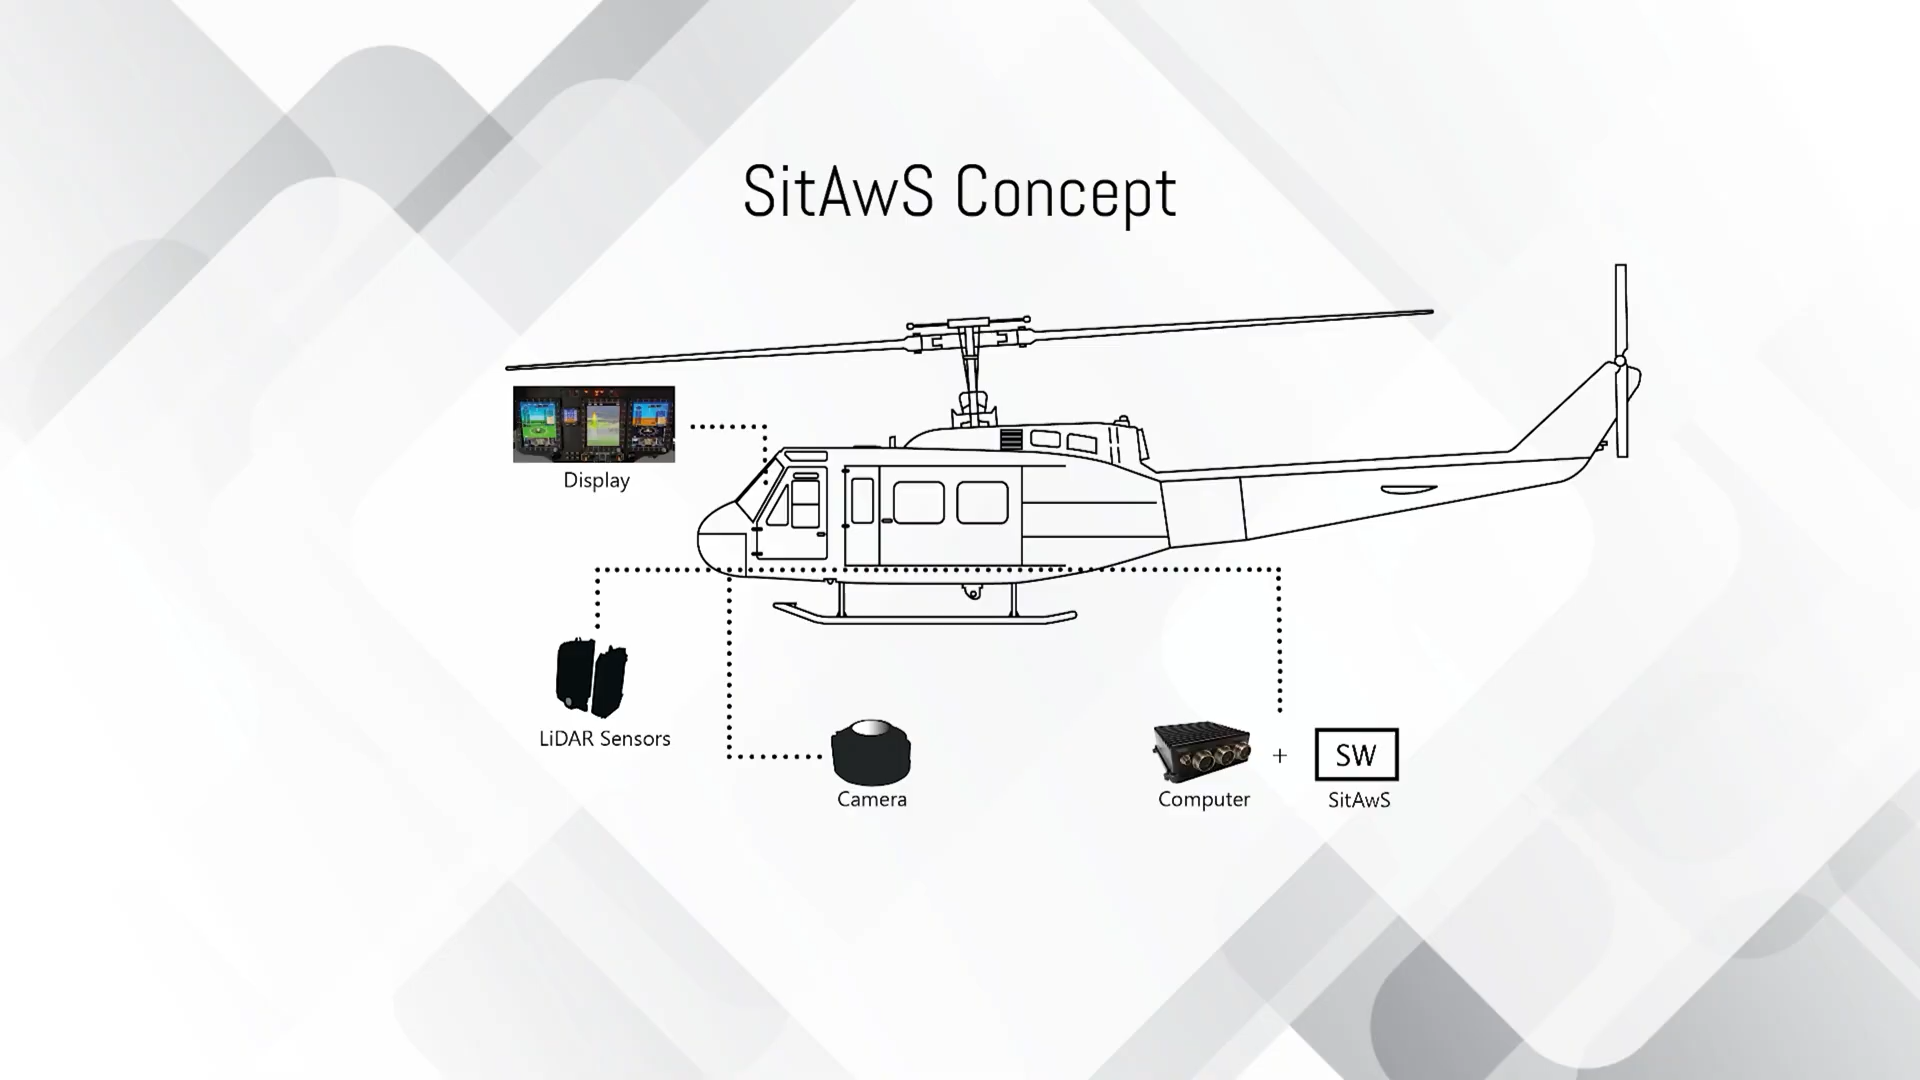 SitAwS Concept
Display
LiDAR Sensors
Camera
Computer
+
SW
SitAwS